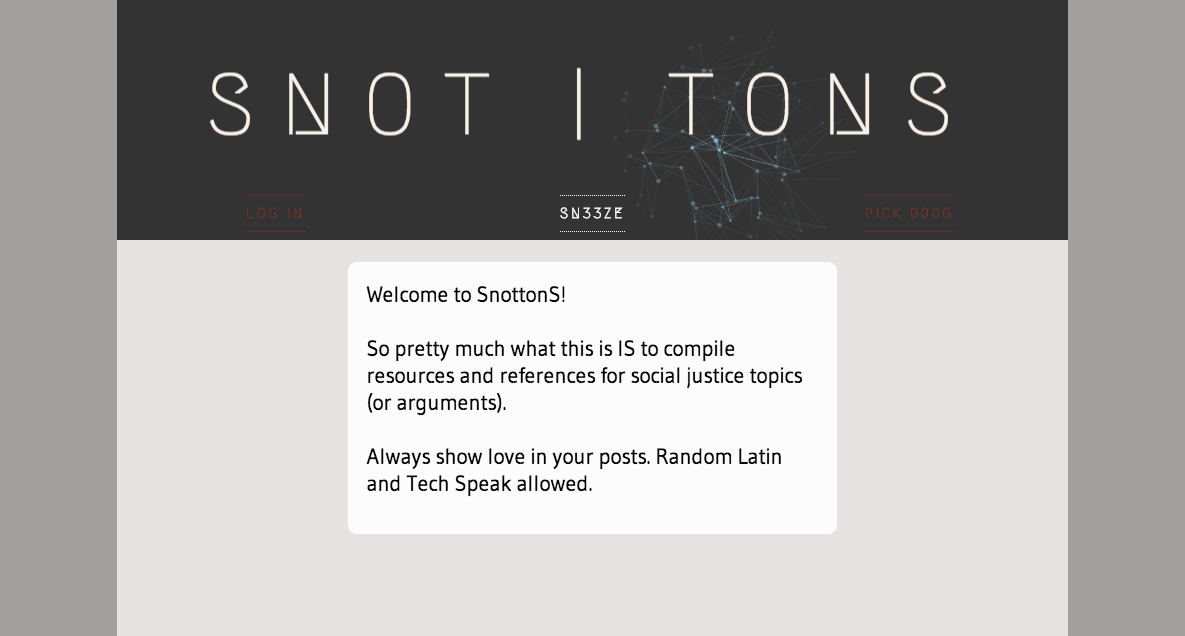 SNOT | TONS
LOG IN
SN33ZE
PICK B00G
Welcome to SnottonS!
So pretty much what this is IS to compile
resources and references for social justice topics
(or arguments).
Always show love in your posts. Random Latin
and Tech Speak allowed.